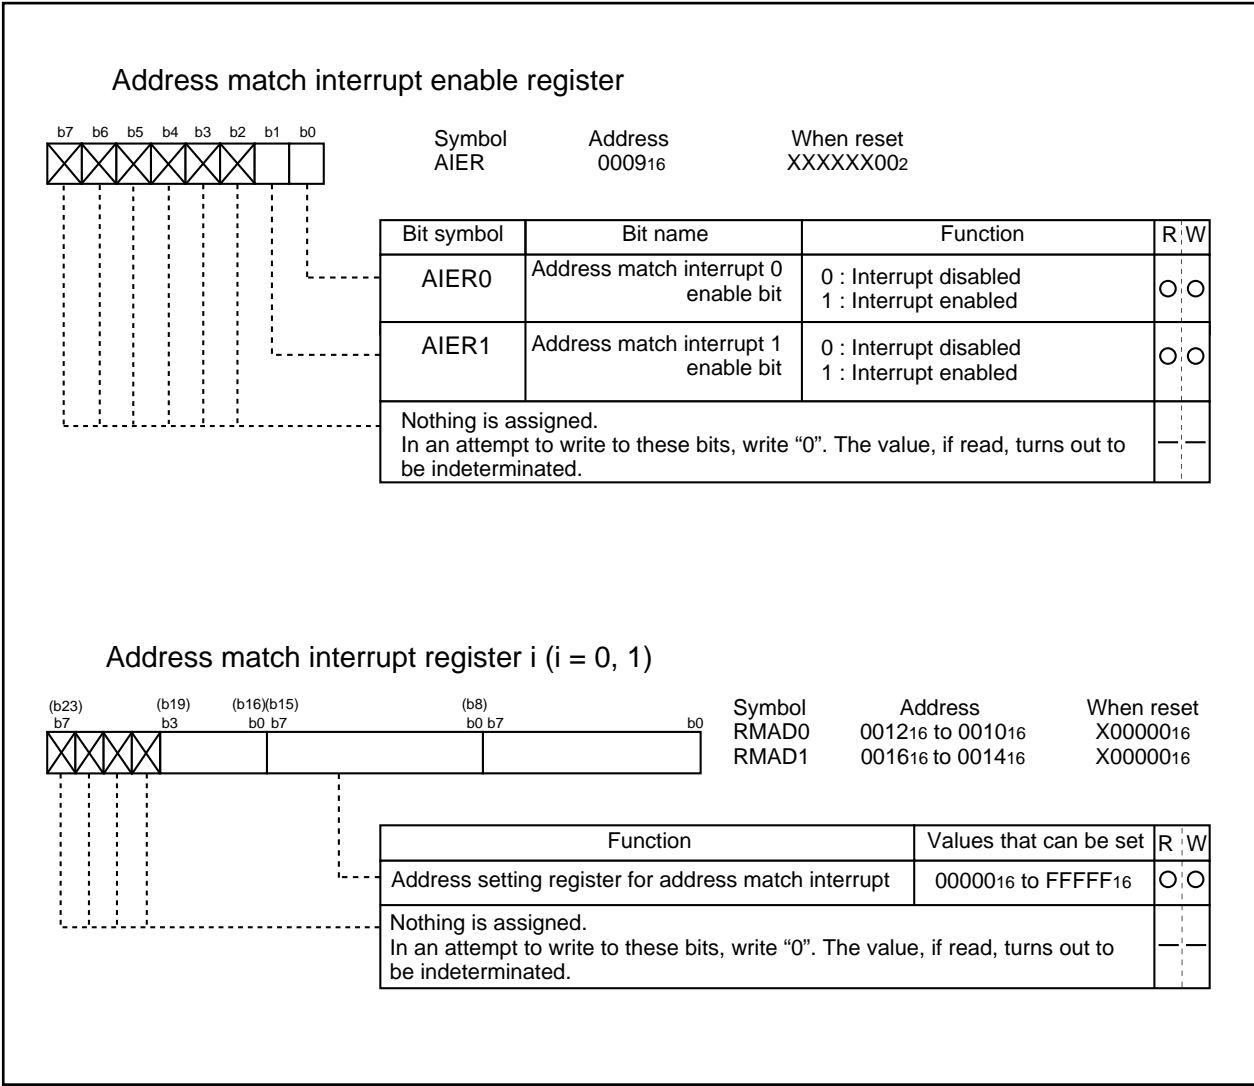 Address match interrupt enable register
b7 b6 b5 b4 b3 b2 b1 b0
Symbol Address When reset
AIER 000916 XXXXXX002
Bit symbol Bit name Function R W
AIER0 Address match interrupt 0 enable bit 0 : Interrupt disabled
1 : Interrupt enabled
AIER1 Address match interrupt 1 enable bit 0 : Interrupt disabled
1 : Interrupt enabled
Nothing is assigned.
In an attempt to write to these bits, write “0”. The value, if read, turns out to
be indeterminated.
Address match interrupt register i (i = 0, 1)
(b23) (b19) (b16)(b15) (b8)
b7 b3 b0 b7 b0 b7 b0
Symbol Address When reset
RMAD0 001216 to 001016 X0000016
RMAD1 001616 to 001416 X0000016
Function Values that can be set R W
Address setting register for address match interrupt 0000016 to FFFFF16
Nothing is assigned.
In an attempt to write to these bits, write “0”. The value, if read, turns out to
be indeterminated.